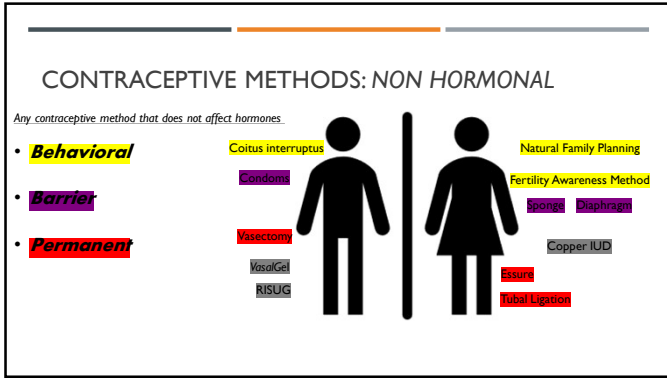 CONTRACEPTIVE METHODS: NON HORMONAL
Any contraceptive method that does not affect hormones
• Behavioral
• Barrier
• Permanent
Coitus interruptus
Condoms
Vasectomy
VasalGel
RISUG
Natural Family Planning
Fertility Awareness Method
Sponge Diaphragm
Copper IUD
Essure
Tubal Ligation